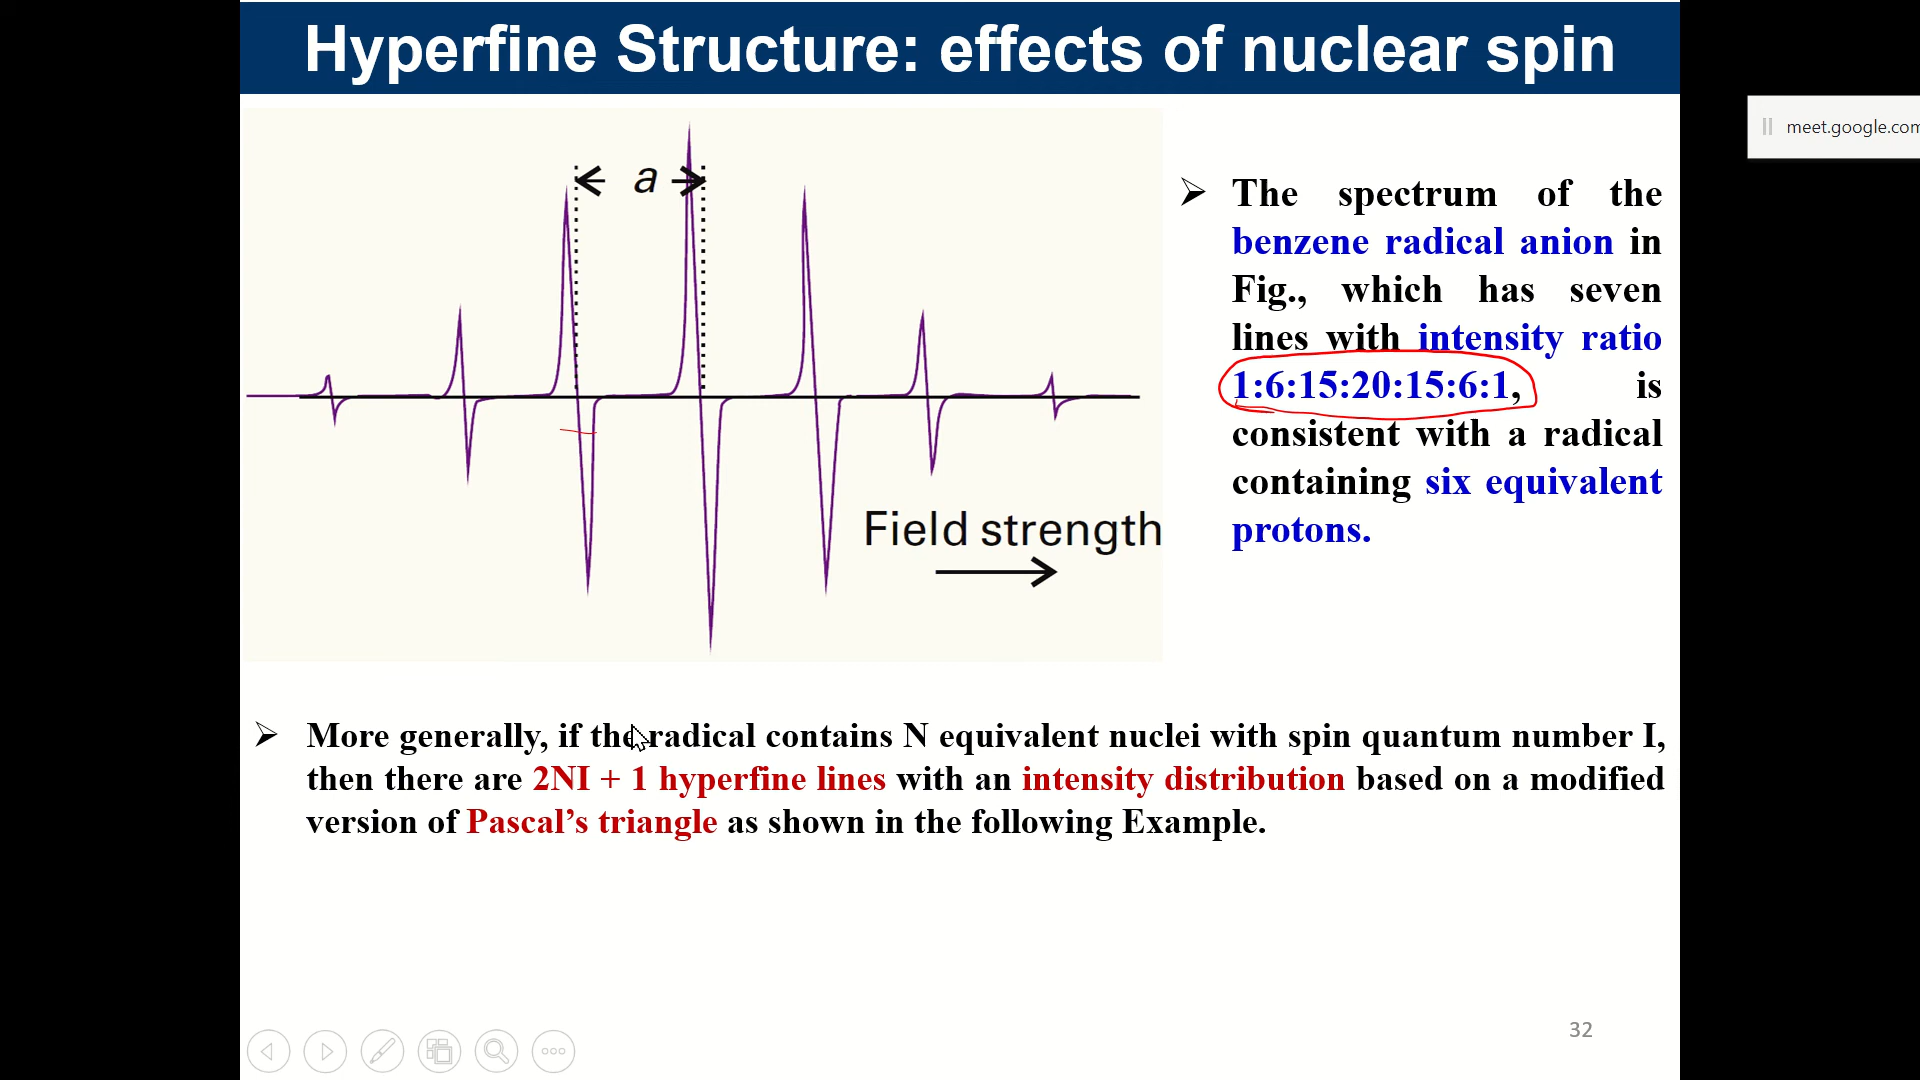 Hyperfine Structure: effects of nuclear spin
meet.google.com
a
Field strength
The spectrum of the
benzene radical anion in
Fig., which has seven
lines with intensity ratio
1:6:15:20:15:6:1, is
consistent with a radical
containing six equivalent
protons.
More generally, if the radical contains N equivalent nuclei with spin quantum number I,
then there are 2NI + 1 hyperfine lines with an intensity distribution based on a modified
version of Pascal’s triangle as shown in the following Example.
32